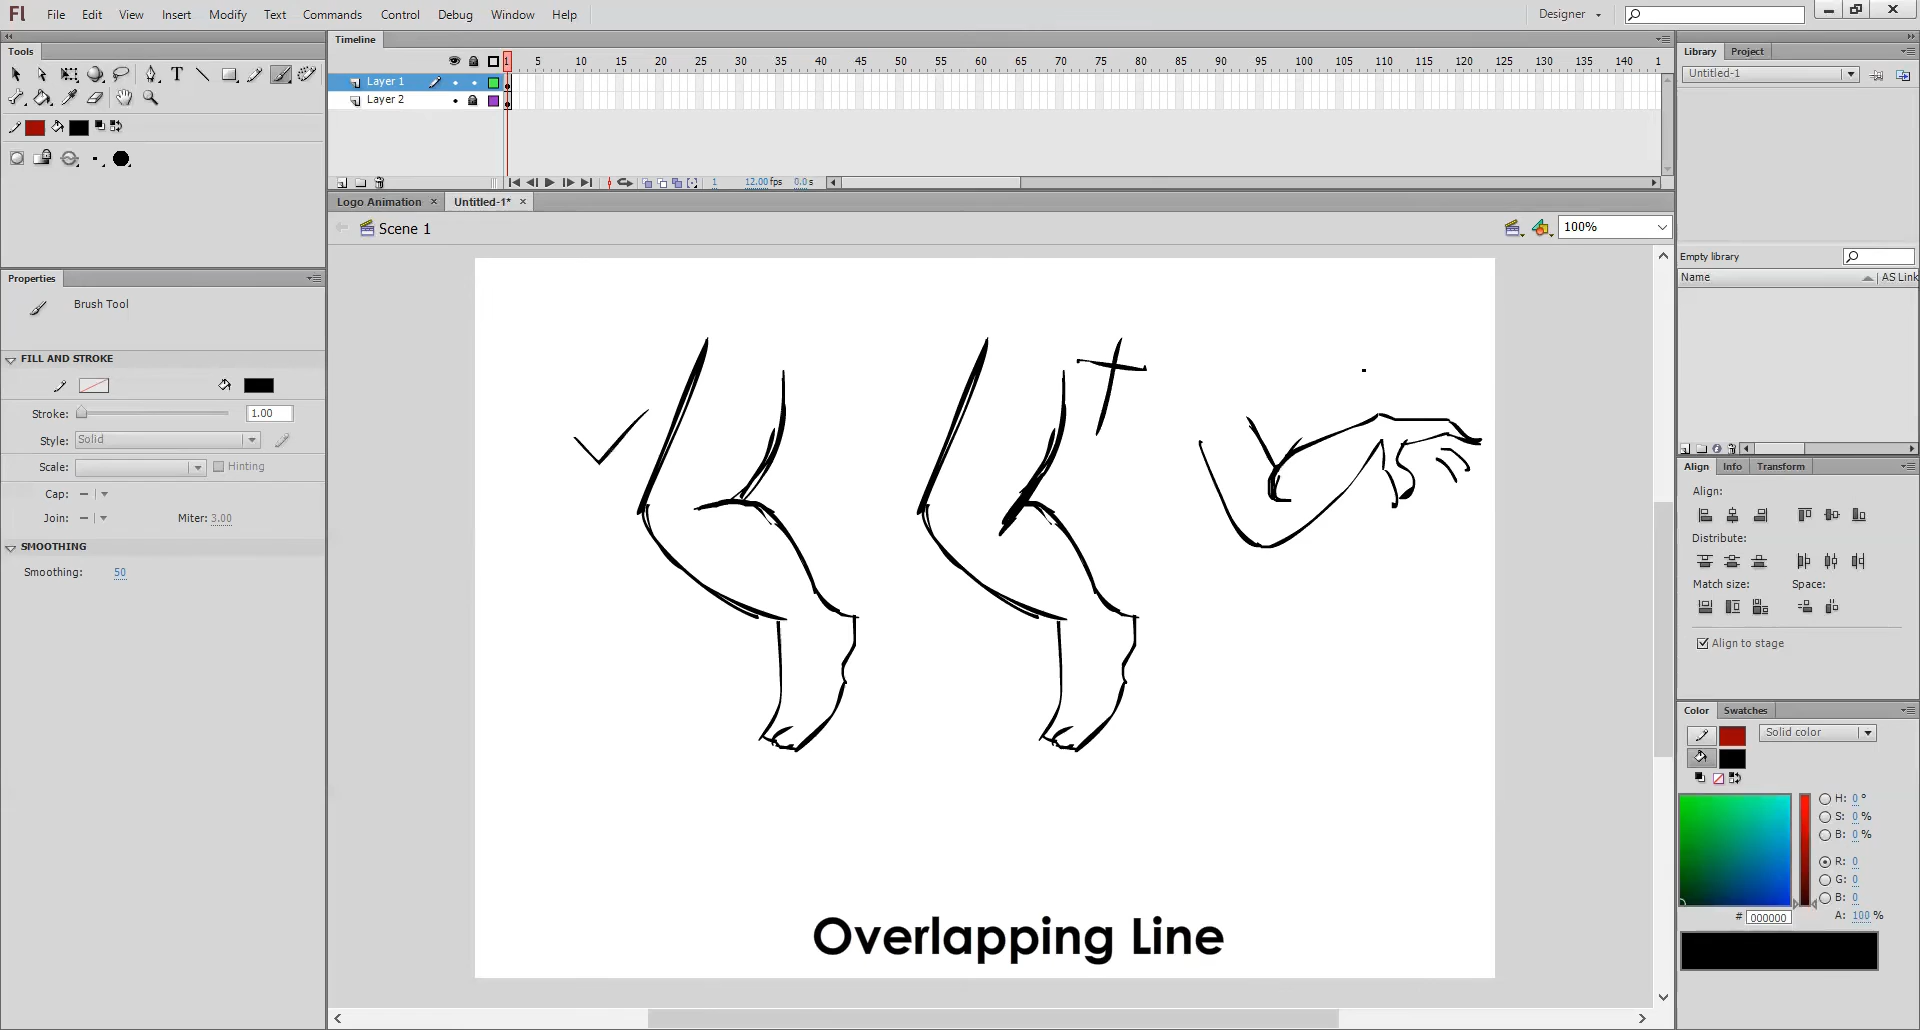 Fl File Edit View Insert Modify Text Commands Control Debug Window Help Designer
Tools
Timeline
Library Project
1 5 10 15 20 25 30 35 40 45 50 55 60 65 70 75 80 85 90 95 100 105 110 115 120 125 130 135 140 1
Untitled-1
Layer 1
Layer 2
1 12.00 fps 0.0 s
Logo Animation × Untitled-1* ×
Scene 1
100%
Empty library
Name AS Link
Properties
Brush Tool
FILL AND STROKE
Stroke: 1.00
Style: Solid
Scale: Hinting
Cap:
Join: Miter: 3.00
SMOOTHING
Smoothing: 50
Align Info Transform
Align:
Distribute:
Match size: Space:
Align to stage
Color Swatches
Solid color
H: 0 °
S: 0 %
B: 0 %
R: 0
G: 0
B: 0
# 000000 A: 100 %
Overlapping Line